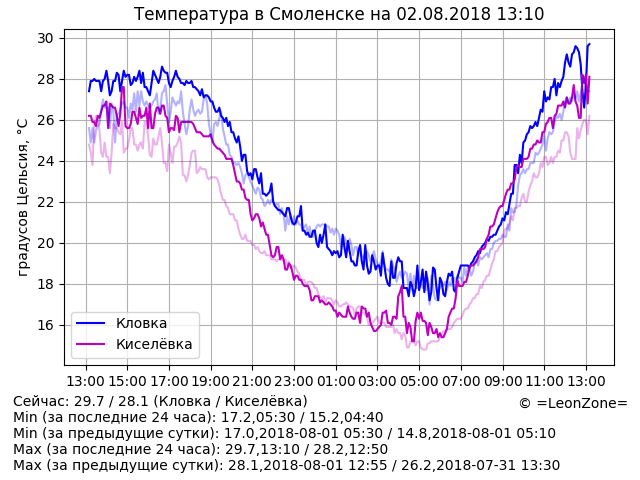 Температура в Смоленске на 02.08.2018 13:10
градусов Цельсия, °C
30
28
26
24
22
20
18
16
Кловка
Киселёвка
13:00 15:00 17:00 19:00 21:00 23:00 01:00 03:00 05:00 07:00 09:00 11:00 13:00
Сейчас: 29.7 / 28.1 (Кловка / Киселёвка)
© =LeonZone=
Min (за последние 24 часа): 17.2,05:30 / 15.2,04:40
Min (за предыдущие сутки): 17.0,2018-08-01 05:30 / 14.8,2018-08-01 05:10
Max (за последние 24 часа): 29.7,13:10 / 28.2,12:50
Max (за предыдущие сутки): 28.1,2018-08-01 12:55 / 26.2,2018-07-31 13:30